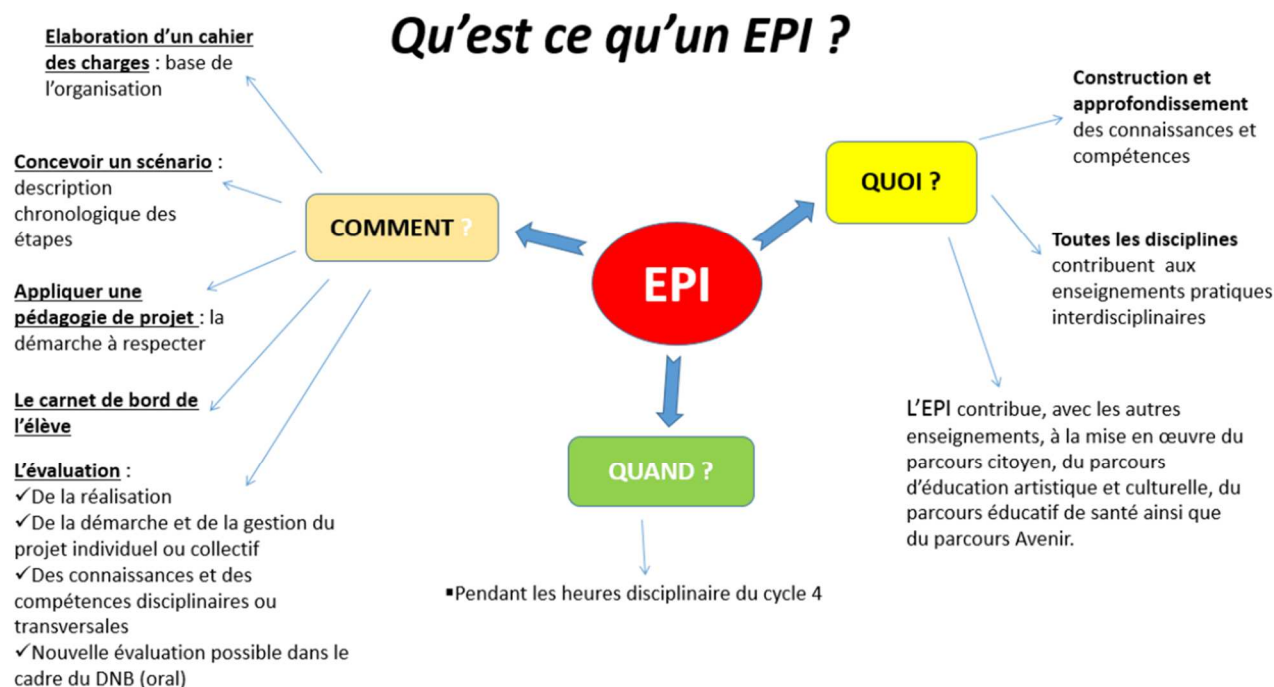 Qu'est ce qu'un EPI ?
Elaboration d'un cahier
des charges : base de
l'organisation
Concevoir un scénario :
description
chronologique des
étapes
Appliquer une
pédagogie de projet : la
démarche à respecter
Le carnet de bord de
l'élève
L'évaluation :
✓De la réalisation
✓De la démarche et de la gestion du
projet individuel ou collectif
✓Des connaissances et des
compétences disciplinaires ou
transversales
✓Nouvelle évaluation possible dans le
cadre du DNB (oral)
COMMENT ?
EPI
QUAND ?
▪Pendant les heures disciplinaire du cycle 4
QUOI ?
Construction et
approfondissement
des connaissances et
compétences
Toutes les disciplines
contribuent aux
enseignements pratiques
interdisciplinaires
L'EPI contribue, avec les autres
enseignements, à la mise en œuvre du
parcours citoyen, du parcours
d'éducation artistique et culturelle, du
parcours éducatif de santé ainsi que
du parcours Avenir.